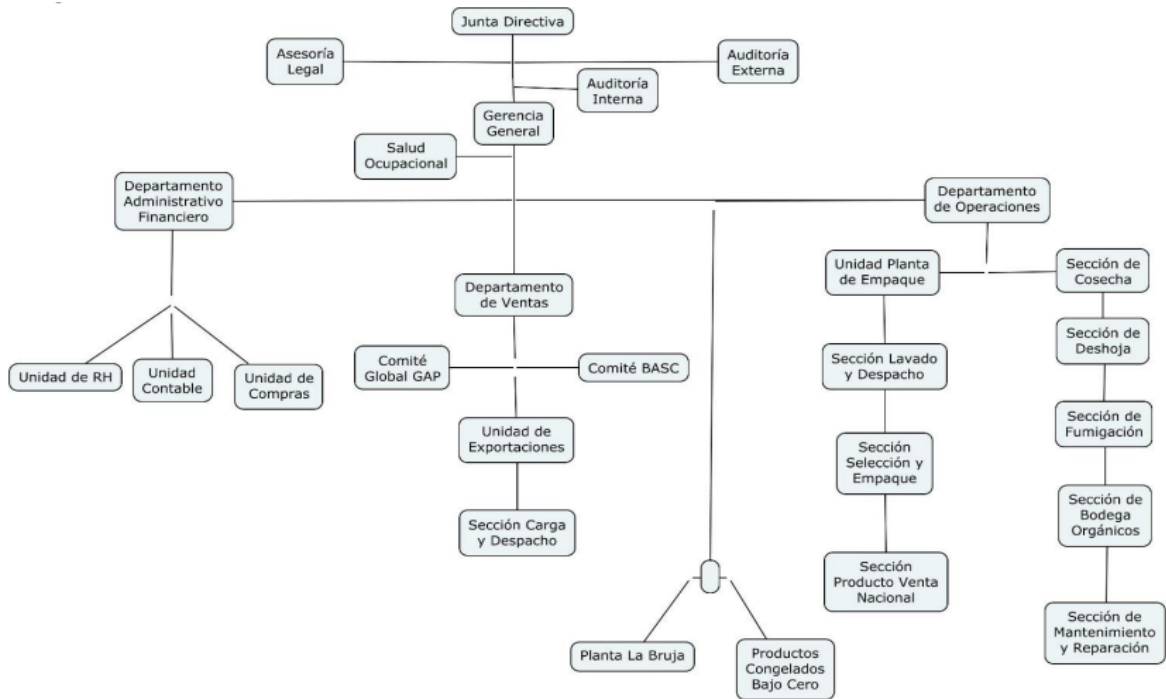 Junta Directiva
Asesoría
Legal
Auditoría
Externa
Auditoría
Interna
Gerencia
General
Salud
Ocupacional
Departamento
Administrativo
Financiero
Departamento
de Operaciones
Departamento
de Ventas
Unidad Planta
de Empaque
Sección de
Cosecha
Unidad de RH
Unidad
Contable
Unidad de
Compras
Comité
Global GAP
Comité BASC
Sección Lavado
y Despacho
Sección de
Deshoja
Unidad de
Exportaciones
Sección
Selección y
Empaque
Sección de
Fumigación
Sección Carga
y Despacho
Sección de
Bodega
Orgánicos
Sección
Producto Venta
Nacional
Sección de
Mantenimiento
y Reparación
Planta La Bruja
Productos
Congelados
Bajo Cero